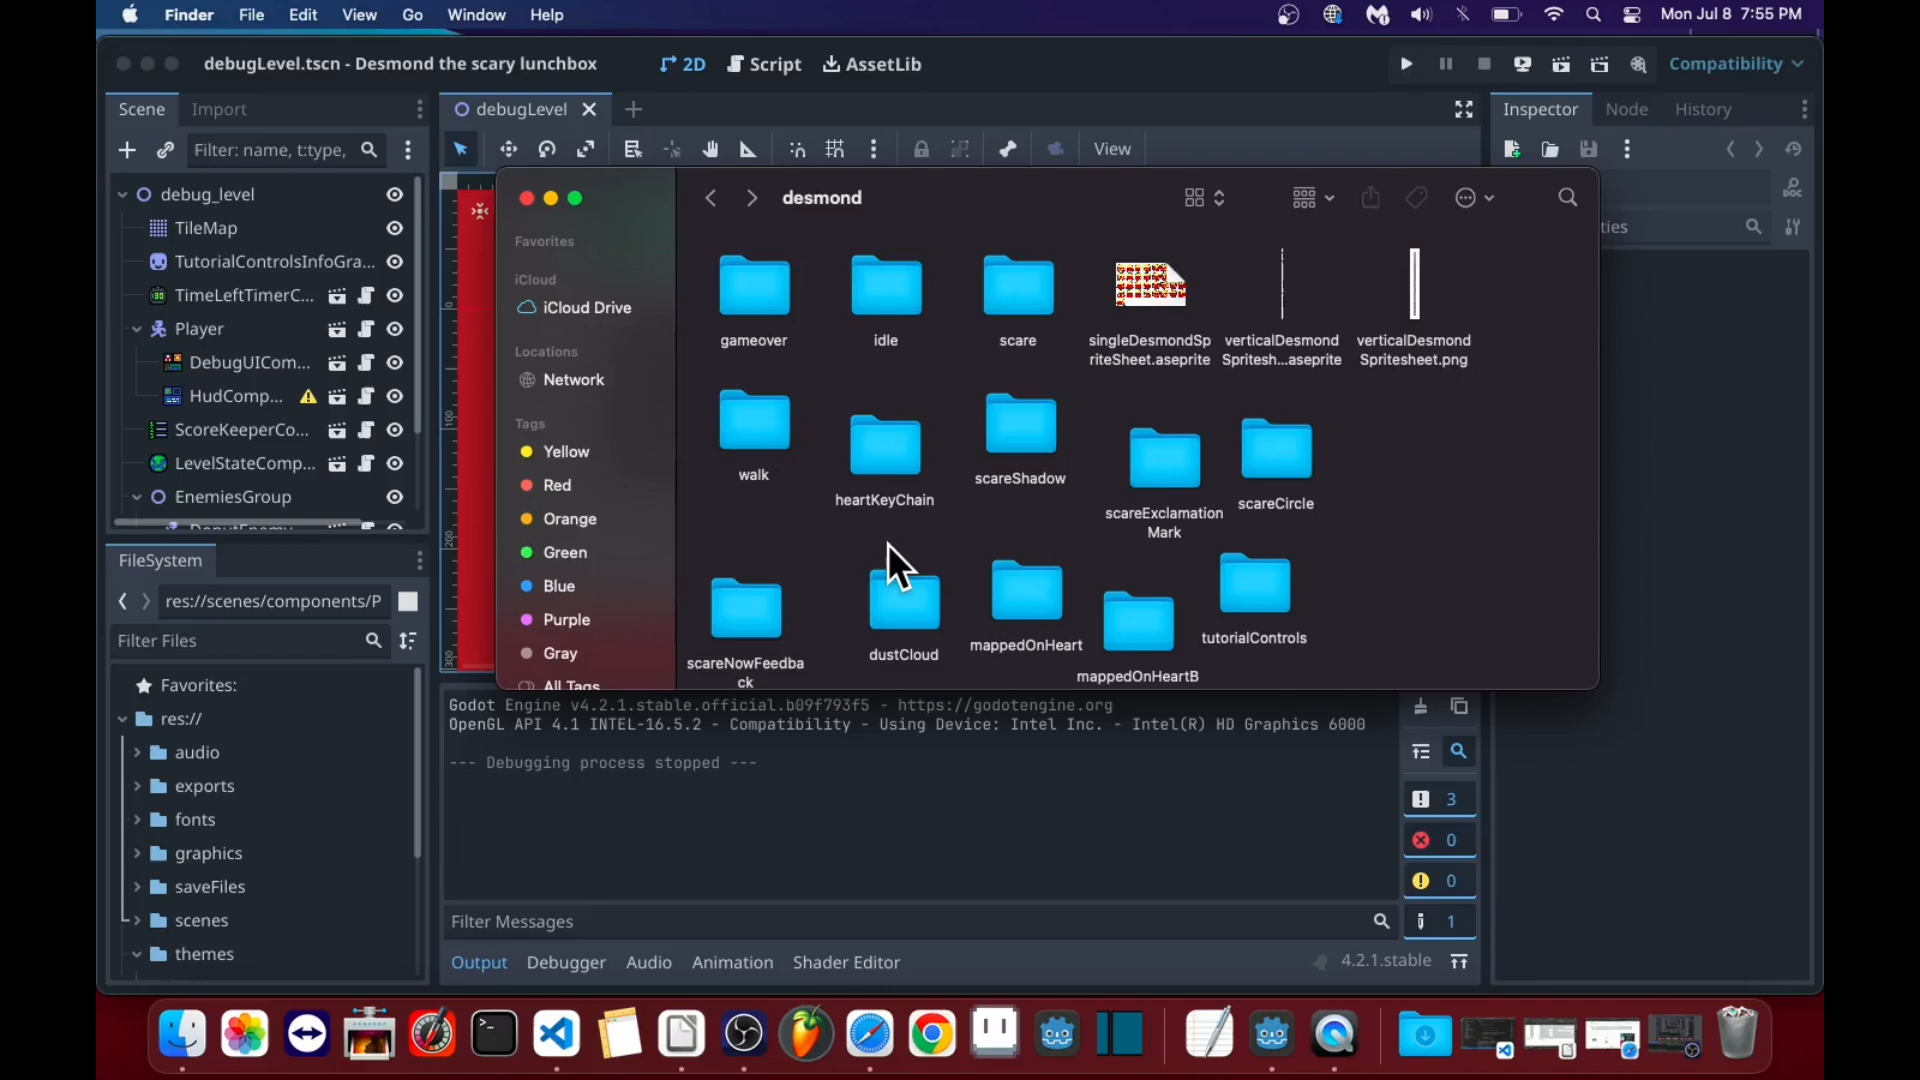 Finder File Edit View Go Window Help Mon Jul 8 7:55 PM
debugLevel.tscn - Desmond the scary lunchbox 2D Script AssetLib Compatibility
Scene Import debugLevel Inspector Node History
Filter: name, t:type, View
debug_level
TileMap
TutorialControlsInfoGra...
TimeLeftTimerC...
Player
DebugUICom...
HudComp...
ScoreKeeperCo...
LevelStateComp...
EnemiesGroup
DonutEnemy
FileSystem
res://scenes/components/P
Filter Files
Favorites:
res://
audio
exports
fonts
graphics
saveFiles
scenes
themes
desmond
Favorites
iCloud
iCloud Drive
Locations
Network
Tags
Yellow
Red
Orange
Green
Blue
Purple
Gray
All Tags
gameover idle scare singleDesmondSp
riteSheet.aseprite verticalDesmond
Spritesh...aseprite verticalDesmond
Spritesheet.png
walk heartKeyChain scareShadow scareExclamation
Mark scareCircle
scareNowFeedba
ck dustCloud mappedOnHeart mappedOnHeartB tutorialControls
ties
0
100
200
300
Godot Engine v4.2.1.stable.official.b09f793f5 - https://godotengine.org
OpenGL API 4.1 INTEL-16.5.2 - Compatibility - Using Device: Intel Inc. - Intel(R) HD Graphics 6000
--- Debugging process stopped ---
3
0
0
1
Filter Messages
Output Debugger Audio Animation Shader Editor 4.2.1.stable